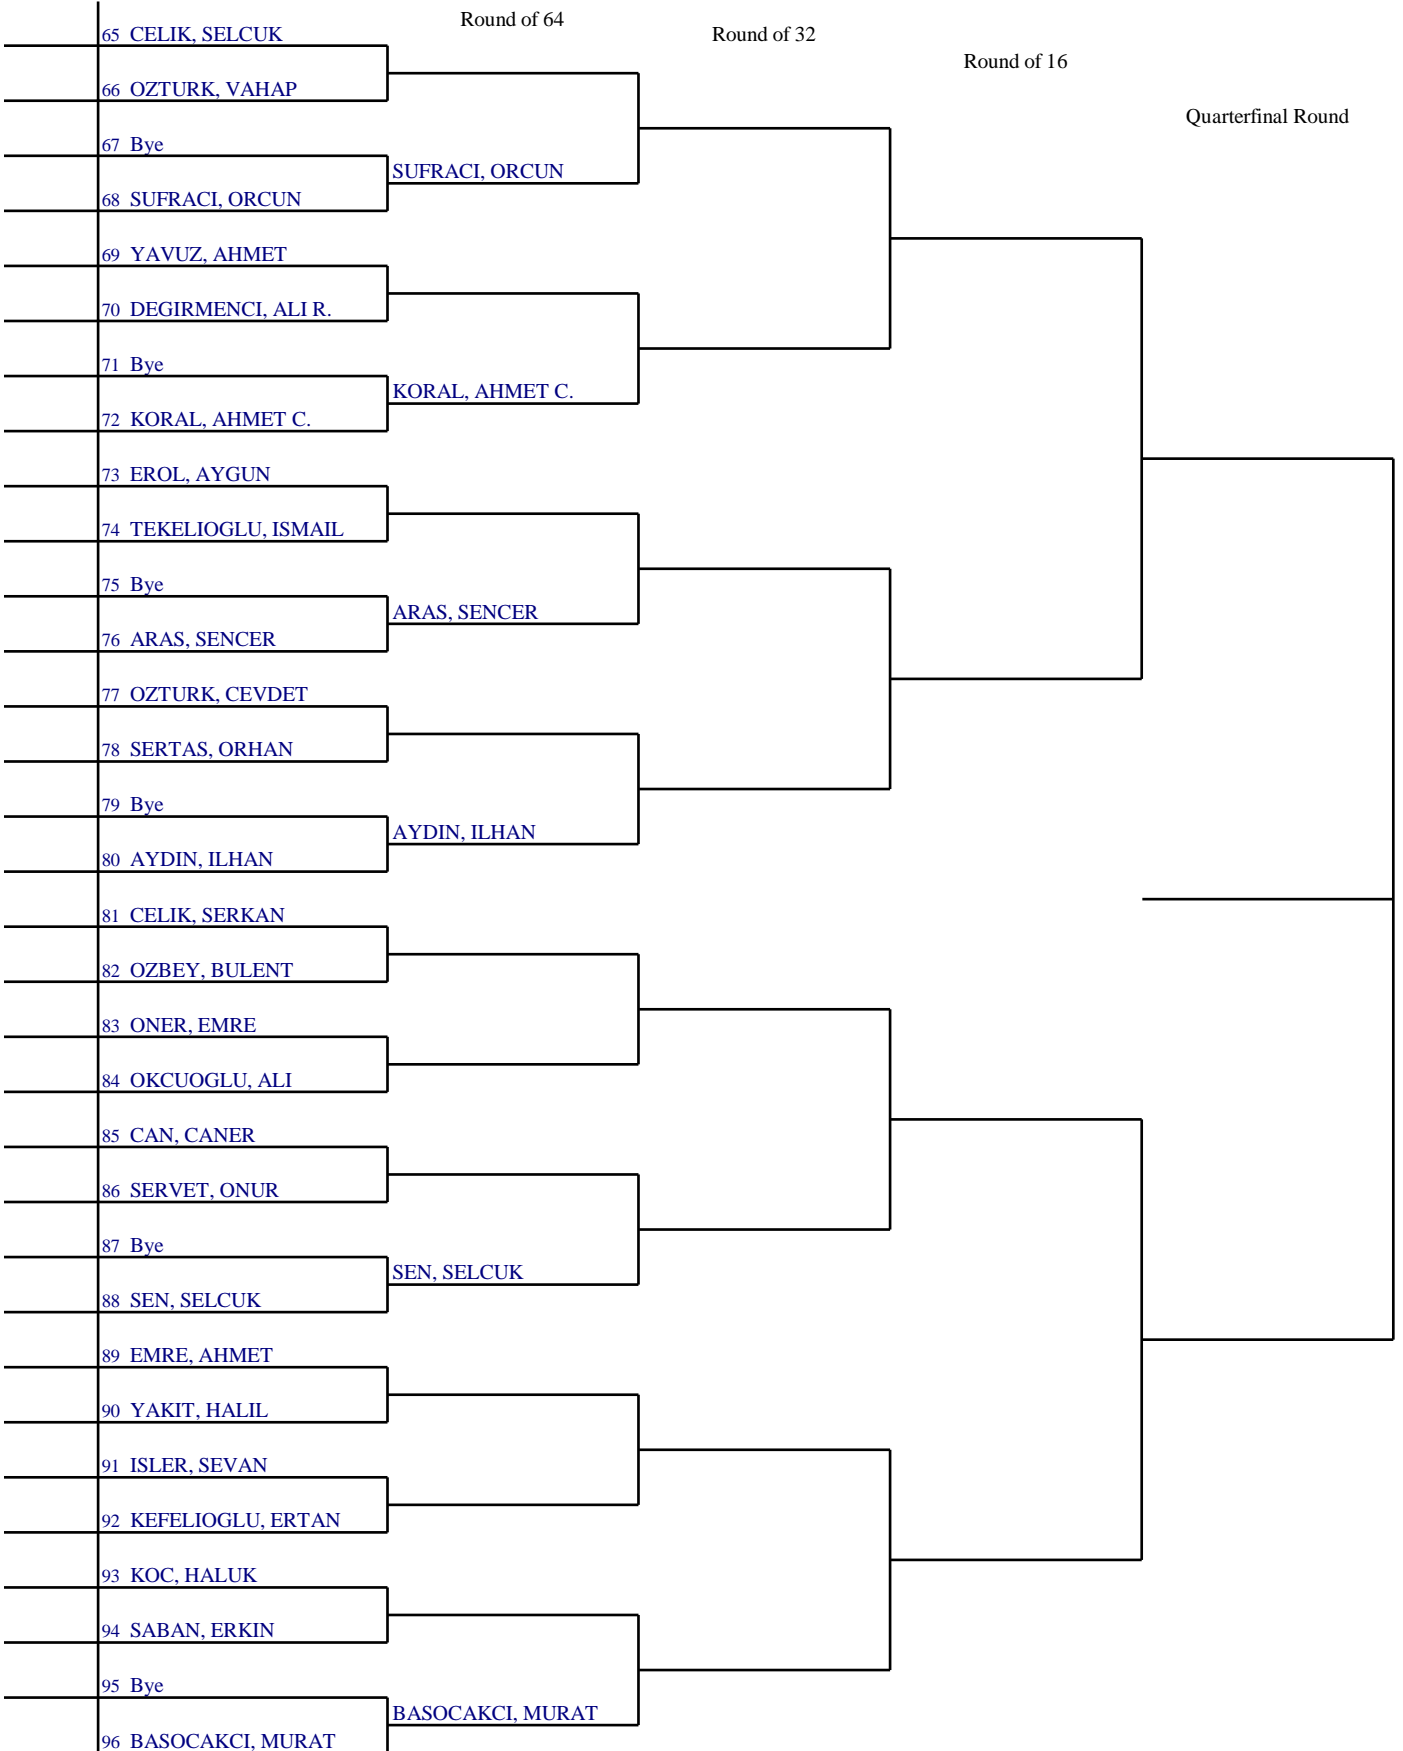 Round of 64
Round of 32
Round of 16
Quarterfinal Round
65 CELIK, SELCUK
66 OZTURK, VAHAP
67 Bye
SUFRACI, ORCUN
68 SUFRACI, ORCUN
69 YAVUZ, AHMET
70 DEGIRMENCI, ALI R.
71 Bye
KORAL, AHMET C.
72 KORAL, AHMET C.
73 EROL, AYGUN
74 TEKELIOGLU, ISMAIL
75 Bye
ARAS, SENCER
76 ARAS, SENCER
77 OZTURK, CEVDET
78 SERTAS, ORHAN
79 Bye
AYDIN, ILHAN
80 AYDIN, ILHAN
81 CELIK, SERKAN
82 OZBEY, BULENT
83 ONER, EMRE
84 OKCUOGLU, ALI
85 CAN, CANER
86 SERVET, ONUR
87 Bye
SEN, SELCUK
88 SEN, SELCUK
89 EMRE, AHMET
90 YAKIT, HALIL
91 ISLER, SEVAN
92 KEFELIOGLU, ERTAN
93 KOC, HALUK
94 SABAN, ERKIN
95 Bye
BASOCAKCI, MURAT
96 BASOCAKCI, MURAT